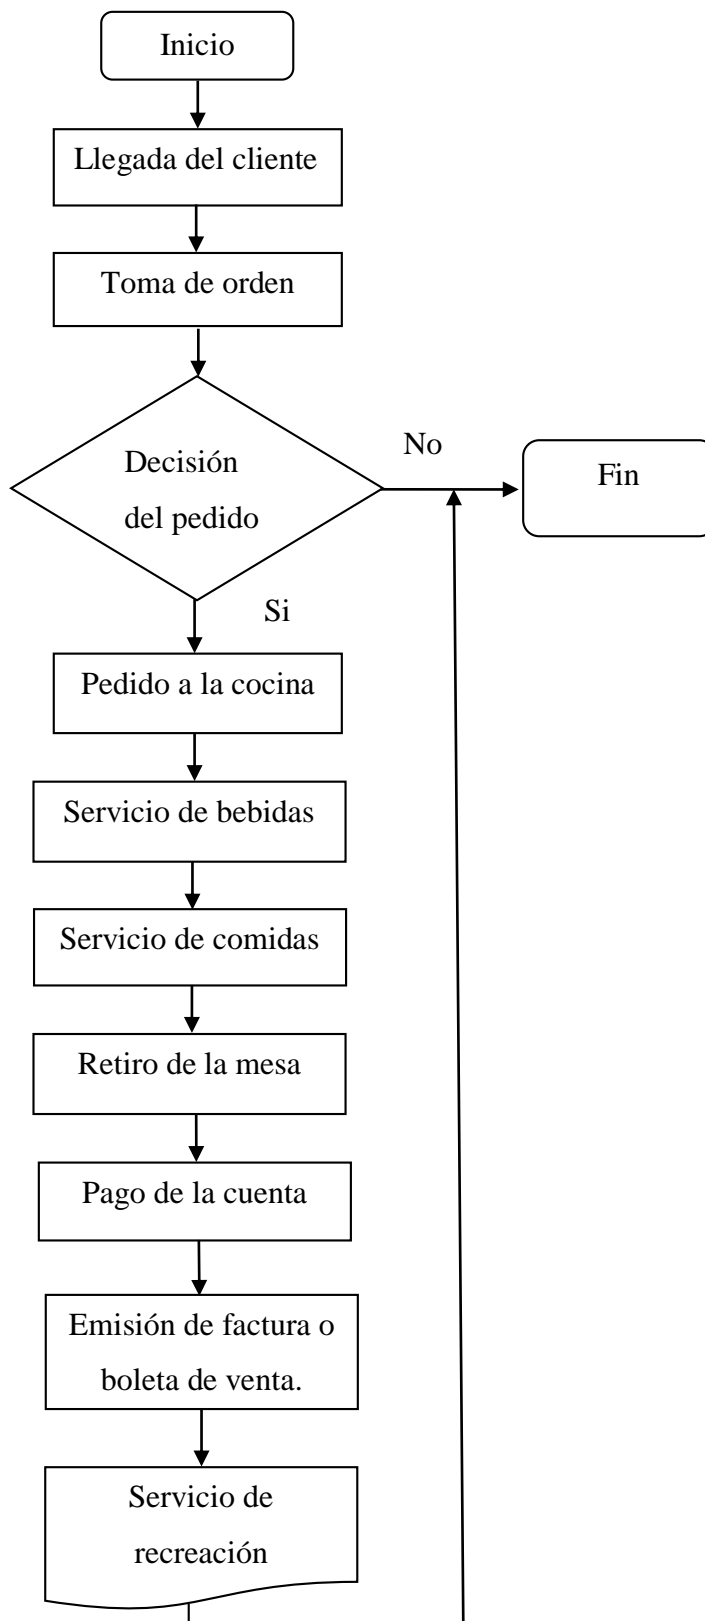 Inicio
Llegada del cliente
Toma de orden
Decisión
del pedido
No
Fin
Si
Pedido a la cocina
Servicio de bebidas
Servicio de comidas
Retiro de la mesa
Pago de la cuenta
Emisión de factura o
boleta de venta.
Servicio de
recreación